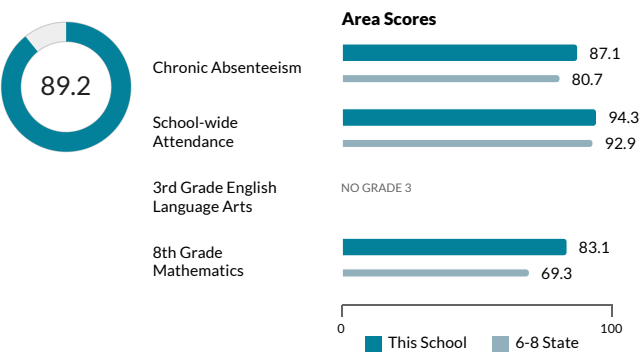 Area Scores
89.2
Chronic Absenteeism
87.1
80.7
School-wide
Attendance
94.3
92.9
3rd Grade English
Language Arts
NO GRADE 3
8th Grade
Mathematics
83.1
69.3
0
100
This School
6-8 State